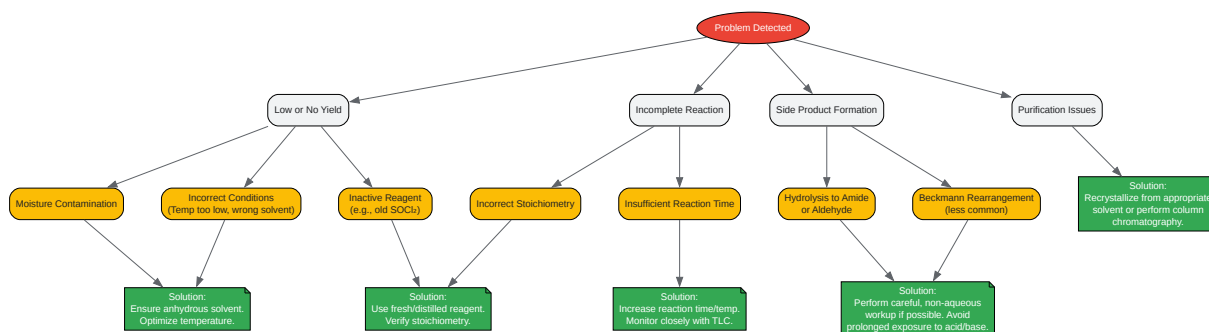 Problem Detected
Low or No Yield
Incomplete Reaction
Side Product Formation
Purification Issues
Moisture Contamination
Incorrect Conditions
(Temp too low, wrong solvent)
Inactive Reagent
(e.g., old SOCl₂)
Incorrect Stoichiometry
Insufficient Reaction Time
Hydrolysis to Amide
or Aldehyde
Beckmann Rearrangement
(less common)
Solution:
Recrystallize from appropriate
solvent or perform column
chromatography.
Solution:
Ensure anhydrous solvent.
Optimize temperature.
Solution:
Use fresh/distilled reagent.
Verify stoichiometry.
Solution:
Increase reaction time/temp.
Monitor closely with TLC.
Solution:
Perform careful, non-aqueous
workup if possible. Avoid
prolonged exposure to acid/base.